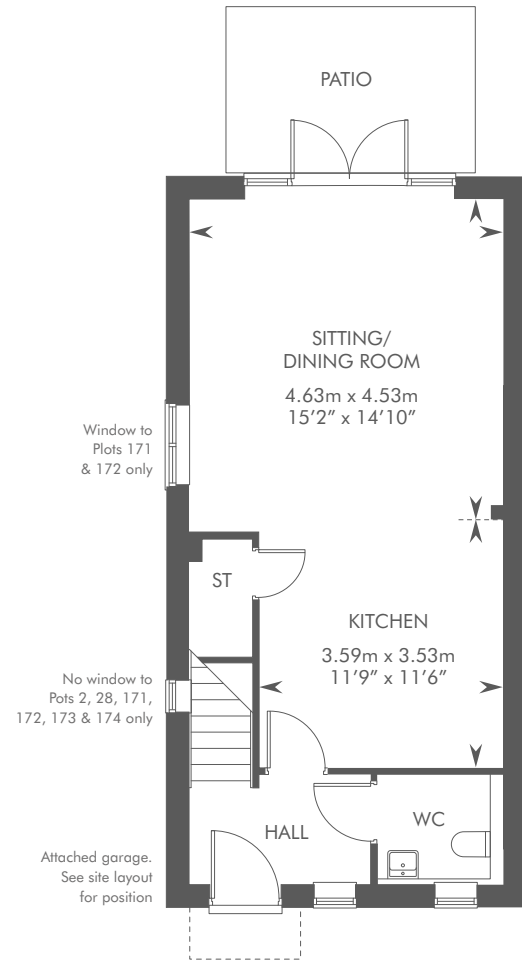 PATIO
SITTING/
DINING ROOM
4.63m x 4.53m
15’2” x 14’10”
Window to
Plots 171
& 172 only
ST
KITCHEN
3.59m x 3.53m
11’9” x 11’6”
No window to
Pots 2, 28, 171,
172, 173 & 174 only
HALL
WC
Attached garage.
See site layout
for position